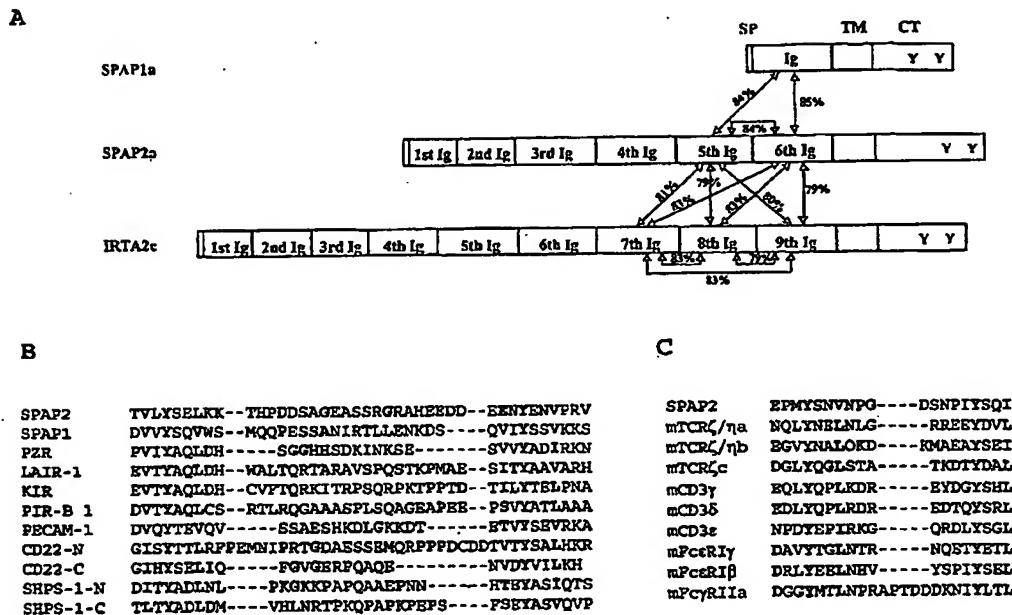 A
SP TM CT
SPAP1a
Ig Y Y
84% 85%
84%
SPAP2a
1st Ig 2nd Ig 3rd Ig 4th Ig 5th Ig 6th Ig Y Y
81% 79% 83% 80% 79%
IRTA2c
1st Ig 2nd Ig 3rd Ig 4th Ig 5th Ig 6th Ig 7th Ig 8th Ig 9th Ig Y Y
83% 79%
83%
B
SPAP2 TVLYSELKK--THPDDSAGEASSRGRAHEEDD--EENYENVPRV
SPAP1 DVVYSQVWS--MQQPESSANIRTLLENKDS----QVIYSSVKKS
PZR PVIYAQLDH----SGGHHSDKINKSE------SVVYADIRKN
LAIR-1 EVTYAQLDH--WALTQRTARAVSPQSTKPMAE--SITYAAVARH
KIR EVTYAQLDH--CVFTQRKITRPSQRPKTPPTD--TILYTELPNA
PIR-B 1 DVTYAQLCS--RTLRQGAAASPLSQAGEAPEE--PSVYATLAAA
PECAM-1 DVQYTEVQV-----SSAESHKDLGKKDT-----ETVYSEVRKA
CD22-N GISYTTLRFPEMNIPRTGDAESSEMQRPPPDCDDTVTYSALHKR
CD22-C GIHYSELIQ----FGVGERPQAQE--------NVDYVILKH
SHPS-1-N DITYADLNL----PKGKKPAPQAAEPNN----HTEYASIQTS
SHPS-1-C TLTYADLDM-----VHLNRTPKQPAPKPEPS---FSEYASVQVP
C
SPAP2 EPMYSNVNPG----DSNPIYSQI
mTCRζ/ηa NQLYNELNLG----RREEYDVL
mTCRζ/ηb EGVYNALQKD---KMAEAYSEI
mTCRζc DGLYQGLSTA----TKDTYDAL
mCD3γ EQLYQPLKDR-----EYDGYSHL
mCD3δ EDLYQPLRDR-----EDTQYSRL
mCD3ε NPDYEPIRKG----QRDLYSGL
mFcεRIγ DAVYTGLNTR-----NQETYETL
mFcεRIβ DRLYEELNHV-----YSPIYSEL
mFcγRIIa DGGYMTLNPRAPTDDDKNIYLTL